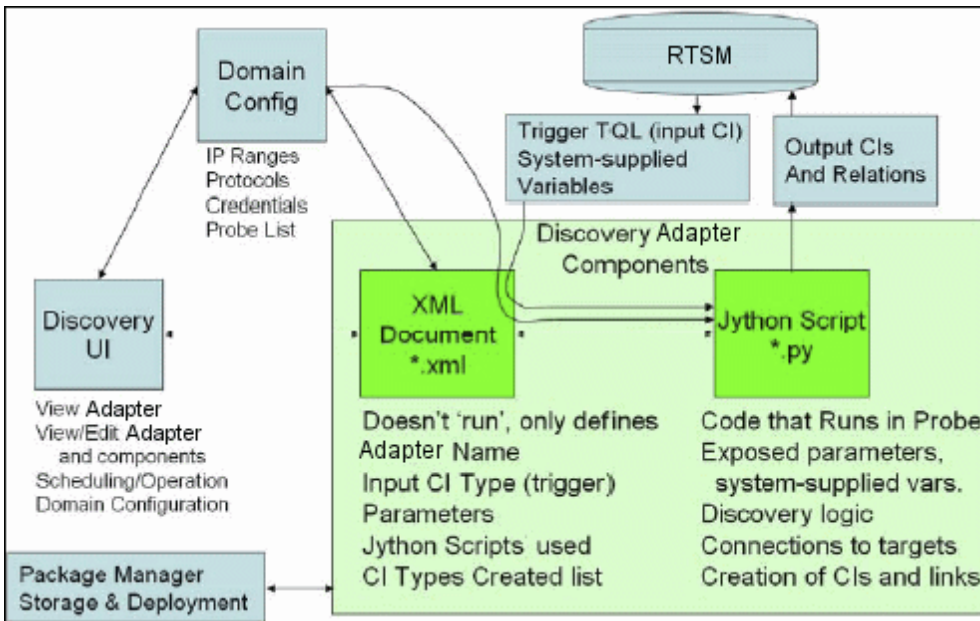 RTSM
Domain
Config
IP Ranges
Protocols
Credentials
Probe List
Trigger TQL (input CI)
System-supplied
Variables
Output CIs
And Relations
Discovery Adapter
Components
Discovery
UI
XML
Document
*.xml
Jython Script
*.py
View Adapter
View/Edit Adapter
and components
Scheduling/Operation
Domain Configuration
Doesn't 'run', only defines
Adapter Name
Input CI Type (trigger)
Parameters
Jython Scripts used
CI Types Created list
Code that Runs in Probe
Exposed parameters,
system-supplied vars.
Discovery logic
Connections to targets
Creation of CIs and links
Package Manager
Storage & Deployment